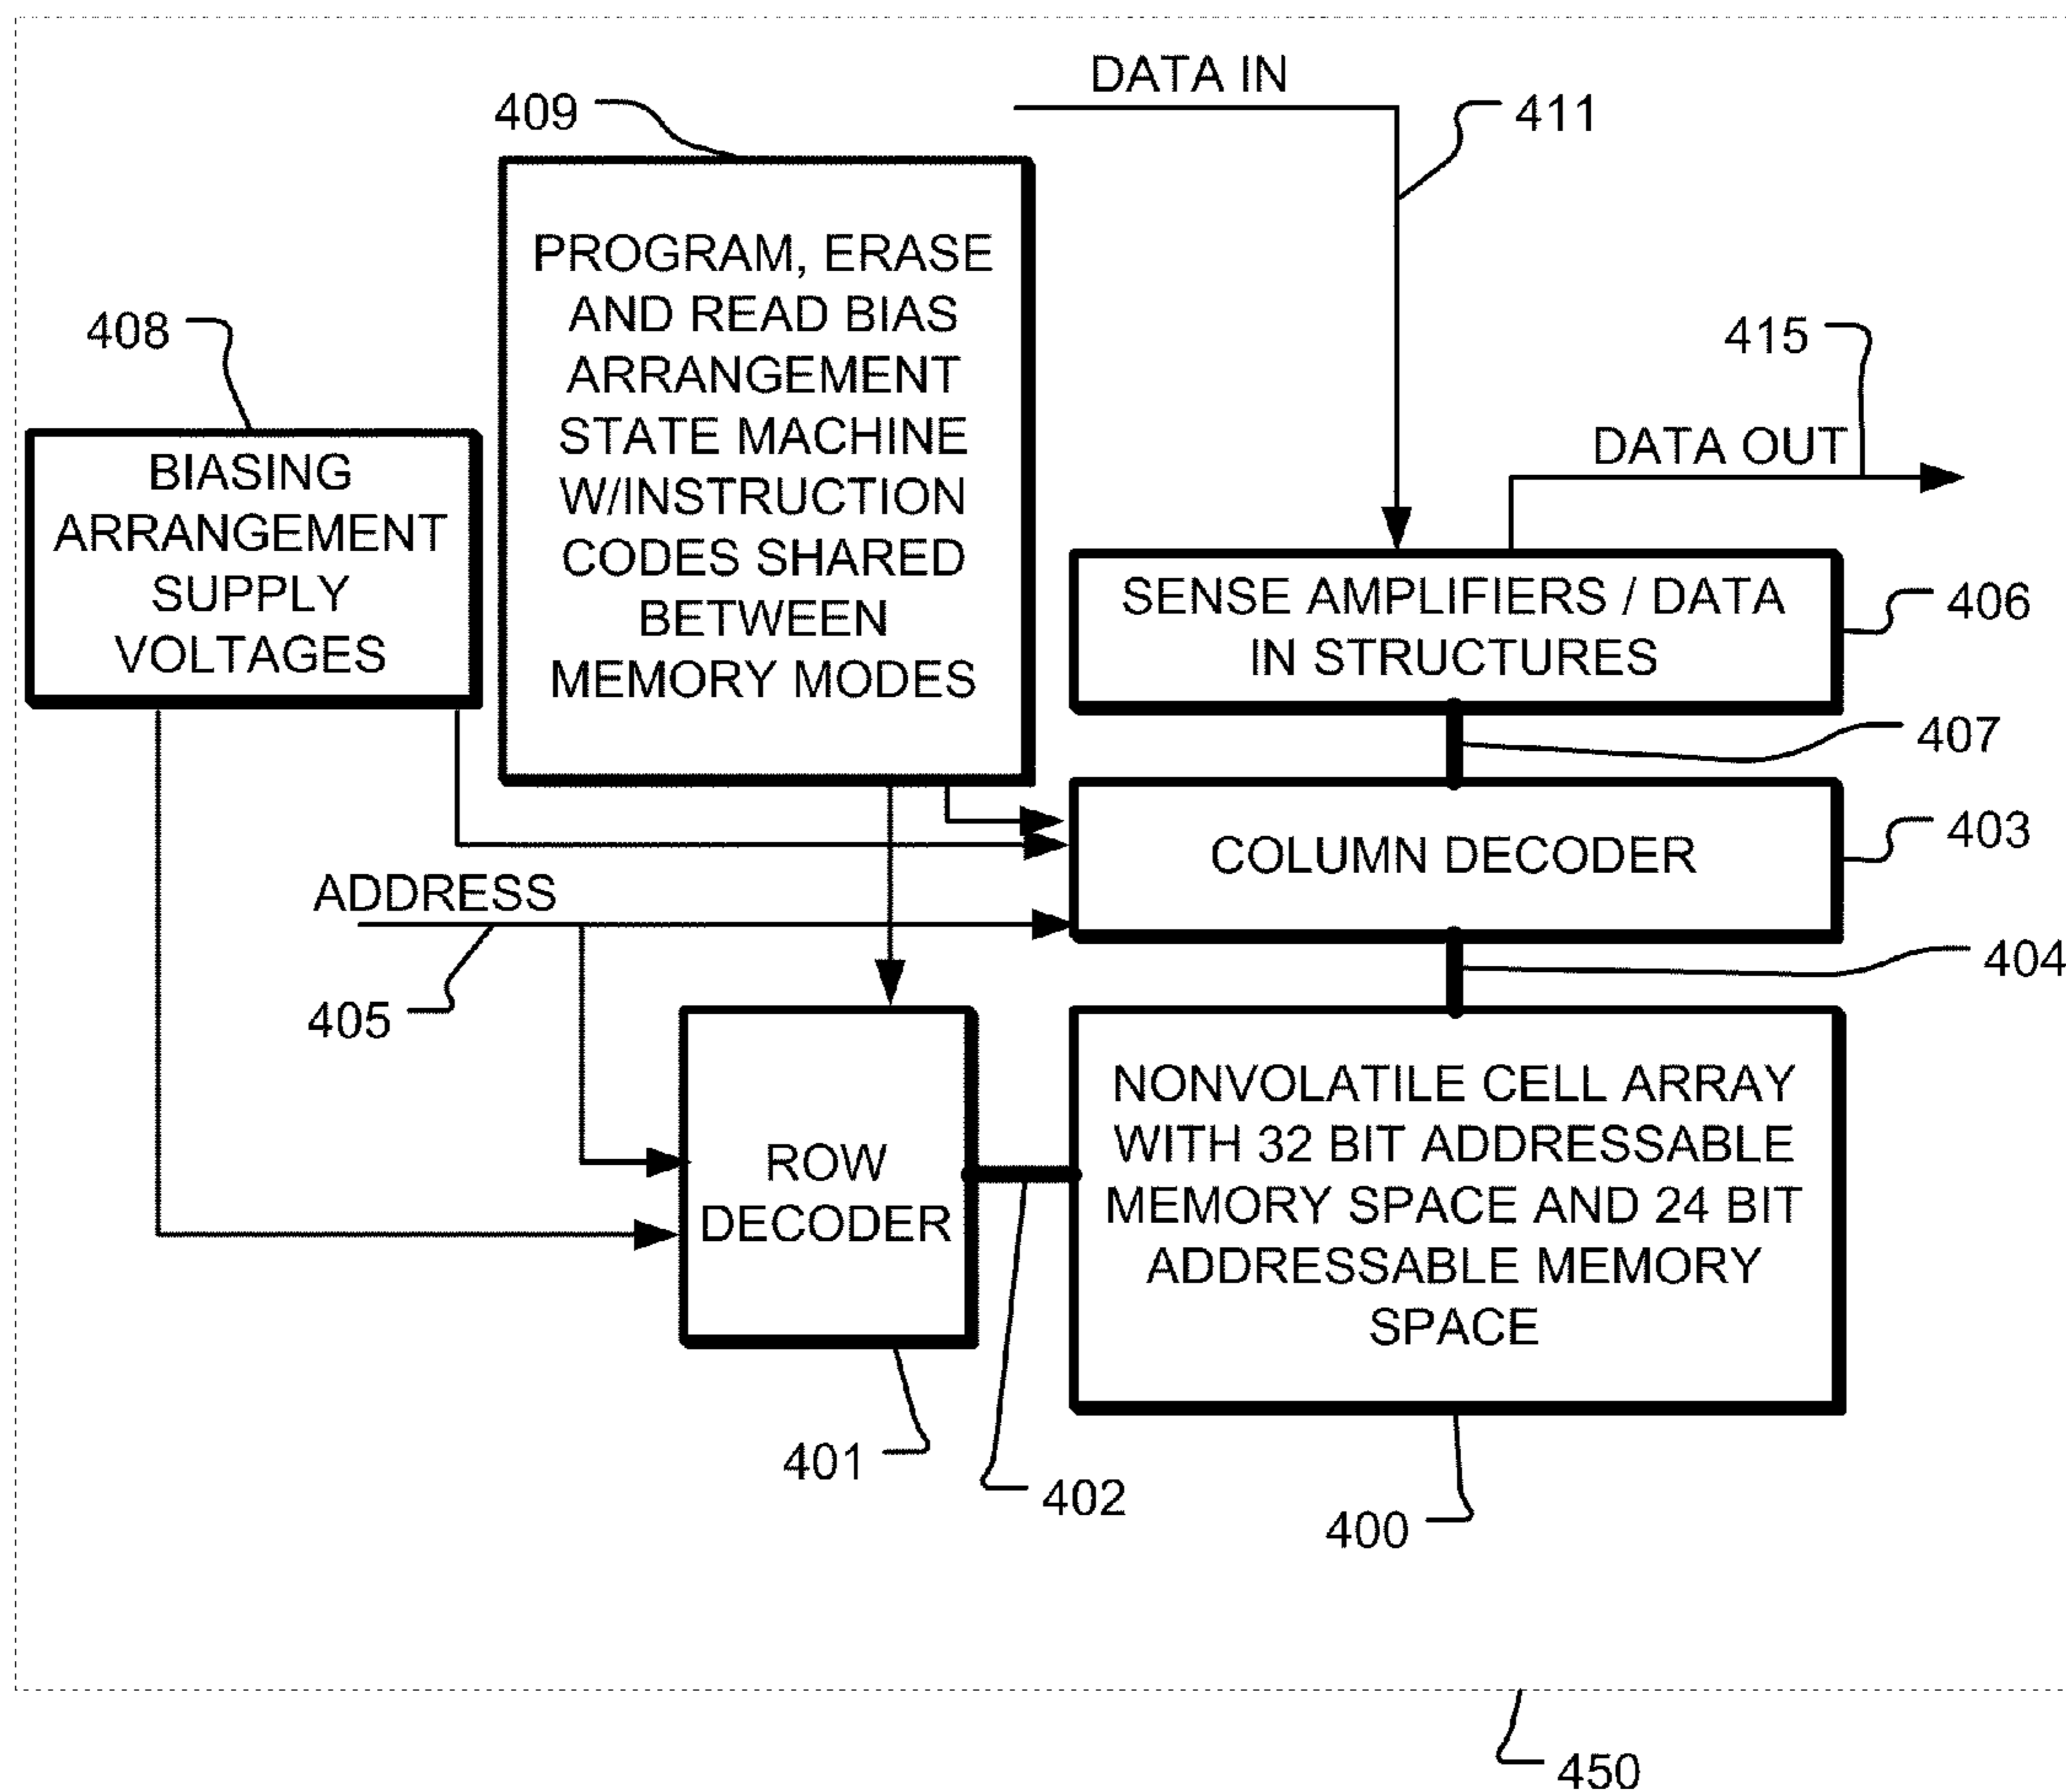 DATA IN
409
411
PROGRAM, ERASE
AND READ BIAS
ARRANGEMENT
STATE MACHINE
W/INSTRUCTION
CODES SHARED
BETWEEN
MEMORY MODES
408
415
BIASING
ARRANGEMENT
SUPPLY
VOLTAGES
DATA OUT
SENSE AMPLIFIERS / DATA
IN STRUCTURES
406
407
COLUMN DECODER
403
ADDRESS
404
405
ROW
DECODER
NONVOLATILE CELL ARRAY
WITH 32 BIT ADDRESSABLE
MEMORY SPACE AND 24 BIT
ADDRESSABLE MEMORY
SPACE
401
402
400
450